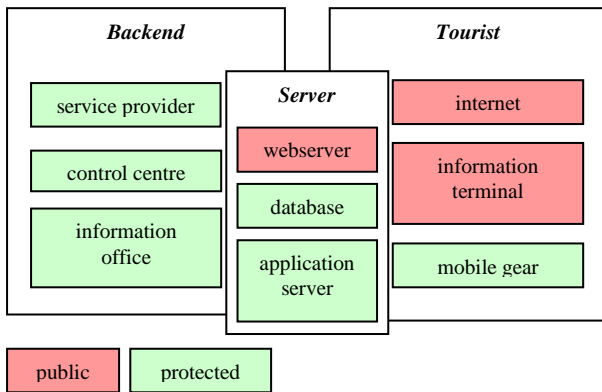 Backend
Tourist
Server
service provider
control centre
information
office
webserver
database
application
server
internet
information
terminal
mobile gear
public
protected